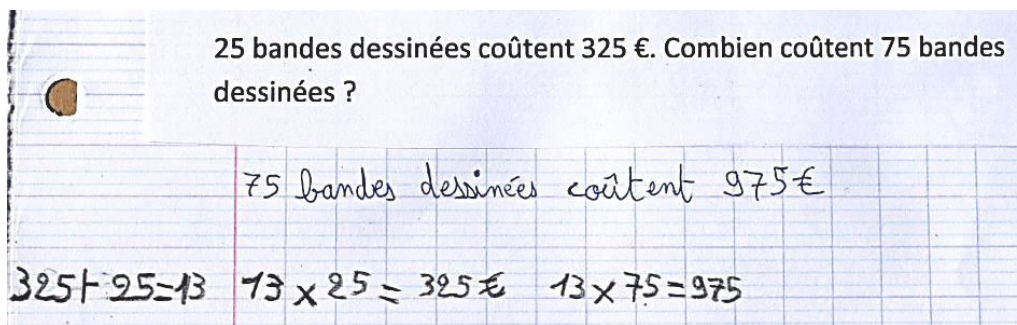 25 bandes dessinées coûtent 325 €. Combien coûtent 75 bandes
dessinées ?
75 bandes dessinées coûtent 975€
325÷25=13 13 x 25 = 325 € 13 x 75 = 975